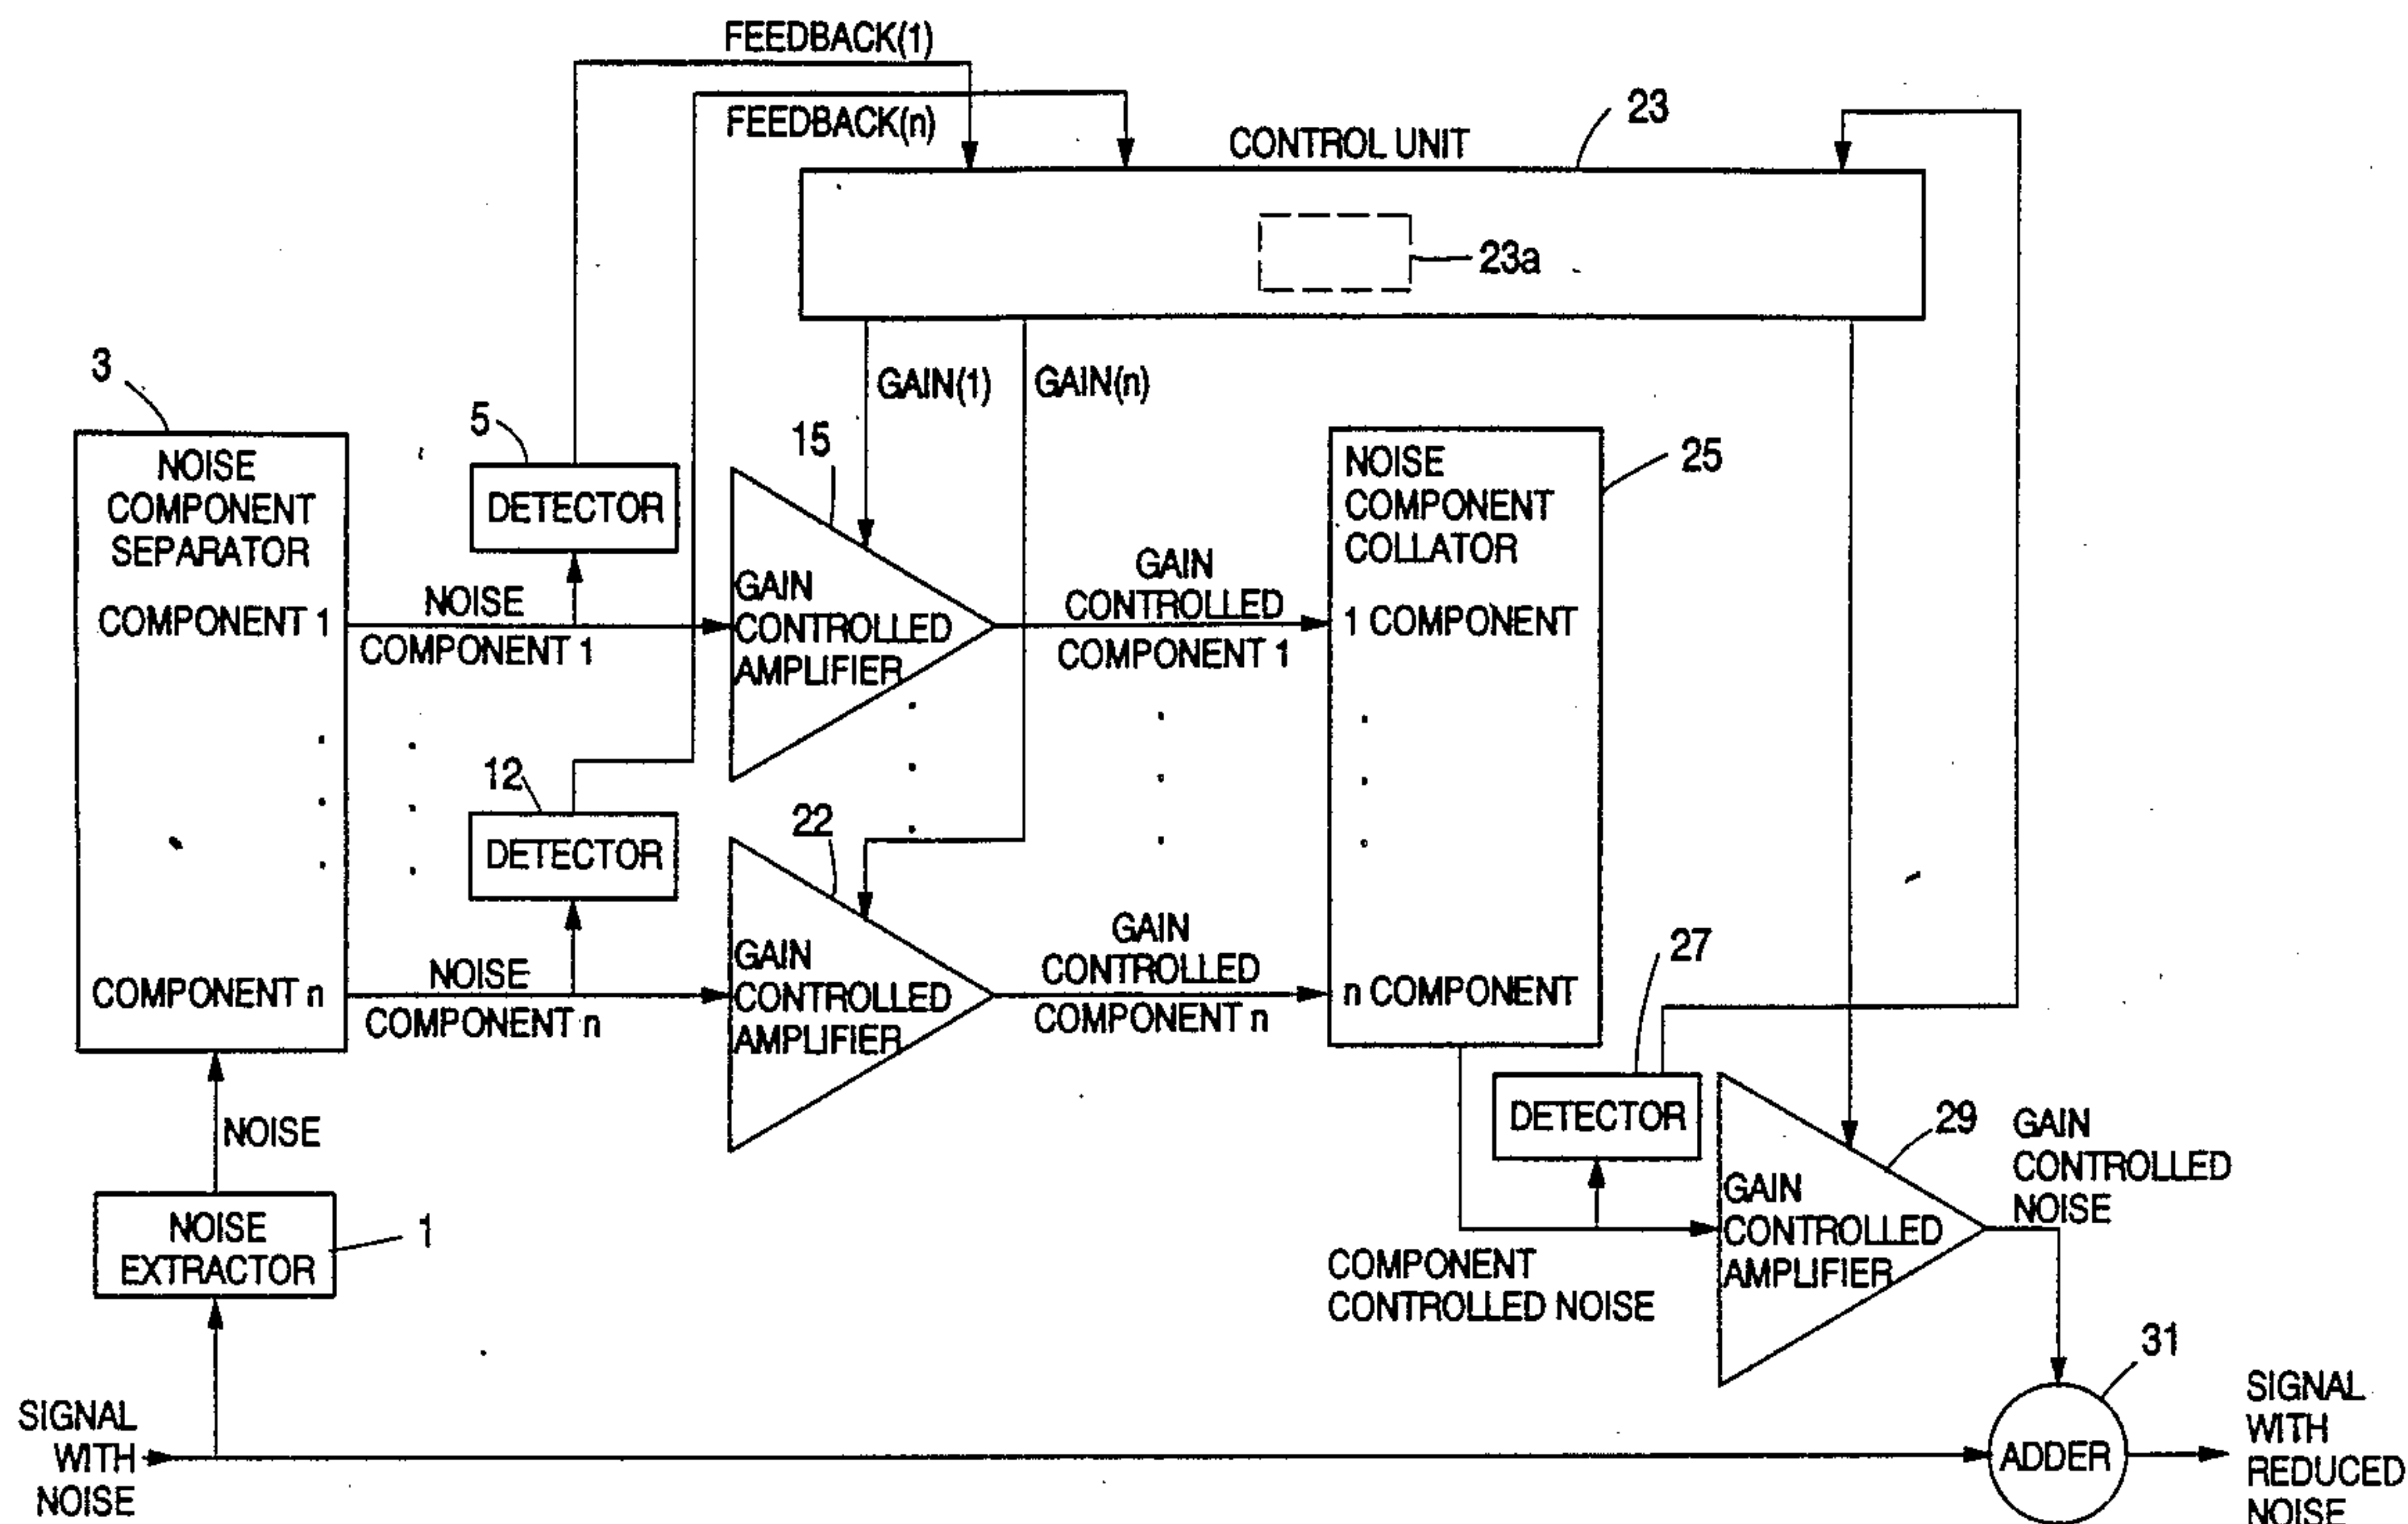 FEEDBACK(1)
FEEDBACK(n)
CONTROL UNIT
23
23a
3
5
15
GAIN(1)
GAIN(n)
25
NOISE
COMPONENT
SEPARATOR
COMPONENT 1
COMPONENT n
DETECTOR
NOISE
COMPONENT 1
GAIN
CONTROLLED
AMPLIFIER
GAIN
CONTROLLED
COMPONENT 1
NOISE
COMPONENT
COLLATOR
1 COMPONENT
n COMPONENT
12
DETECTOR
22
NOISE
COMPONENT n
GAIN
CONTROLLED
AMPLIFIER
GAIN
CONTROLLED
COMPONENT n
27
DETECTOR
29
GAIN
CONTROLLED
NOISE
NOISE
NOISE
EXTRACTOR
1
COMPONENT
CONTROLLED NOISE
GAIN
CONTROLLED
AMPLIFIER
31
SIGNAL
WITH
NOISE
ADDER
SIGNAL
WITH
REDUCED
NOISE